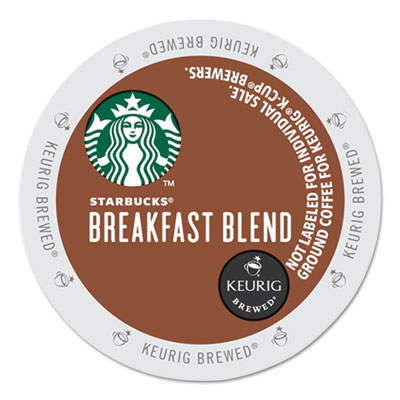 KEURIG BREWED®
KEURIG BREWED®
KEURIG BREWED®
KEURIG BREWED®
NOT LABELED FOR INDIVIDUAL SALE.
GROUND COFFEE FOR KEURIG® K-CUP® BREWERS.
™
STARBUCKS®
BREAKFAST BLEND
KEURIG
BREWED®